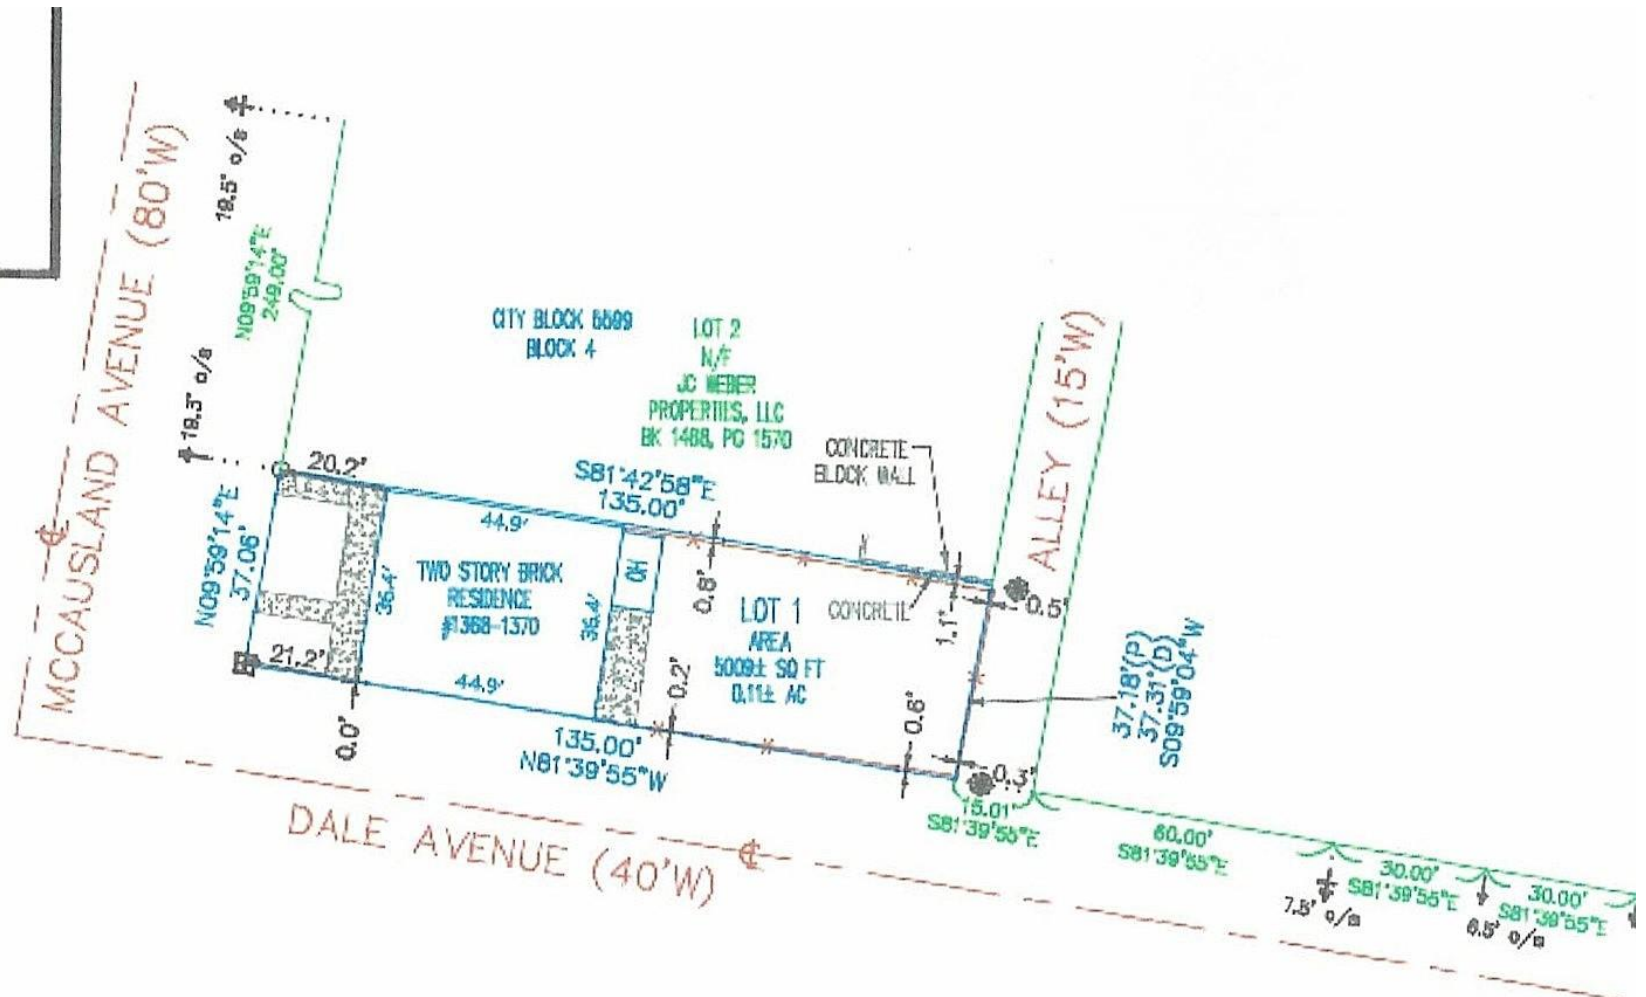 MCCAUSLAND AVENUE (80'W)
19.5' o/s
N09°59'14"E
249.00'
19.3' o/s
CITY BLOCK 5599
BLOCK 4
LOT 2
N/F
JC WEBER
PROPERTIES, LLC
BK 1488, PG 1570
CONCRETE
BLOCK WALL
ALLEY (15'W)
20.2'
S81°42'58"E
135.00'
N09°59'14"E
37.06'
44.9'
36.4'
TWO STORY BRICK
RESIDENCE
#1368-1370
36.4'
OH
0.8'
LOT 1
AREA
5009± SQ FT
0.11± AC
CONCRETE
1.1'
0.5'
37.18'(P)
37.31'(D)
S09°59'04"W
21.2'
44.9'
0.2'
0.6'
0.0'
135.00'
N81°39'55"W
0.3'
15.01'
S81°39'55"E
60.00'
S81°39'55"E
30.00'
S81°39'55"E
30.00'
S81°39'55"E
7.5' o/s
6.5' o/s
DALE AVENUE (40'W)